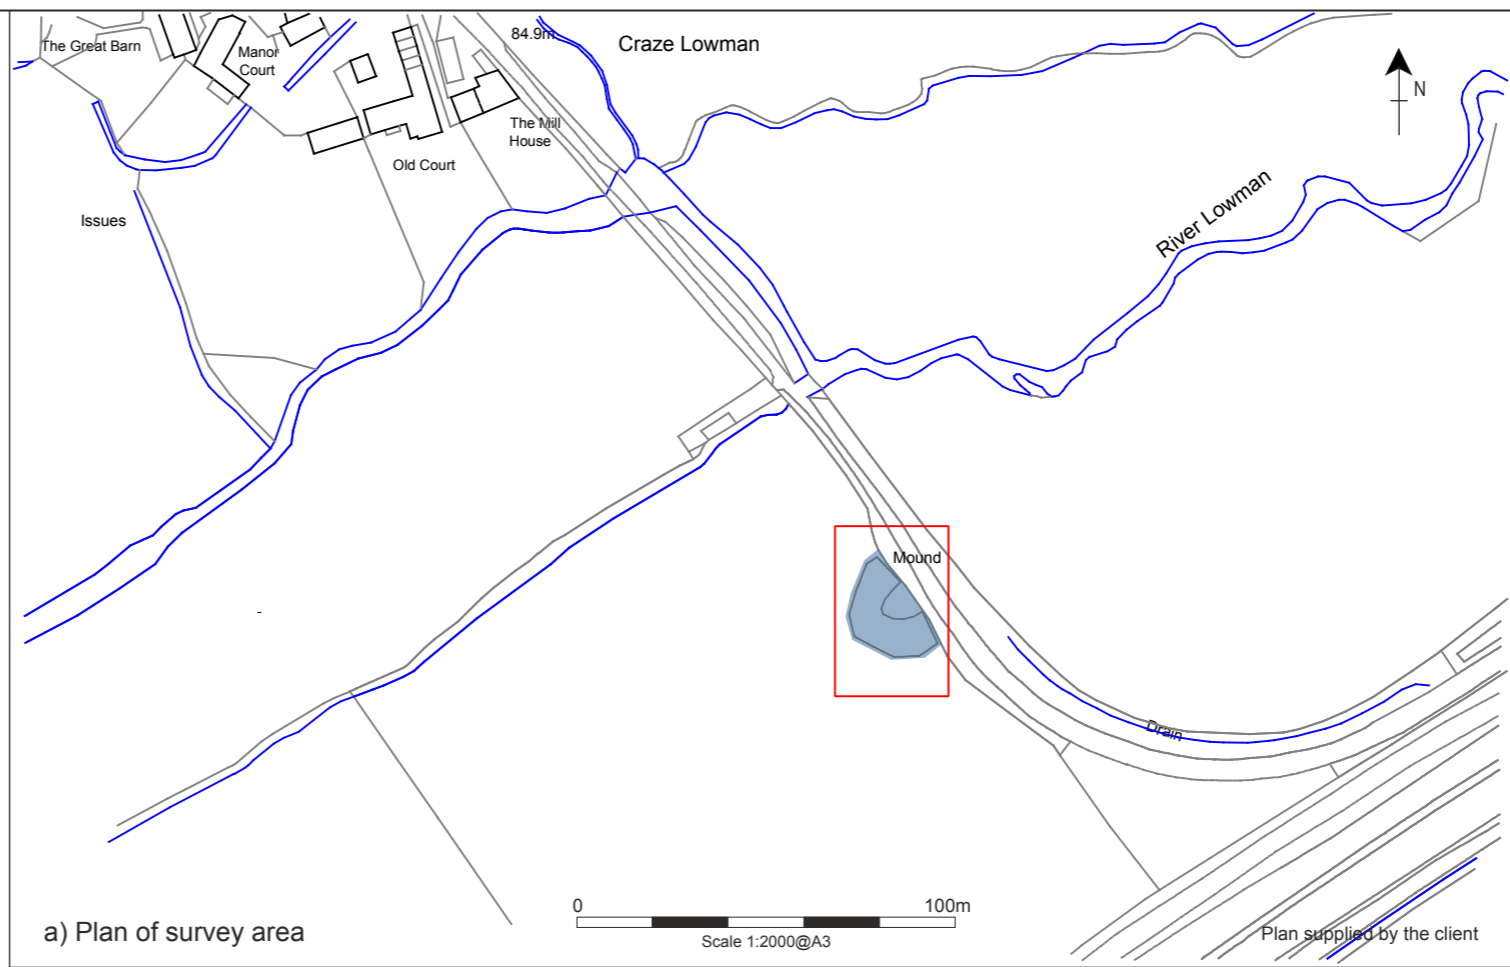 84.9m
Craze Lowman
The Great Barn
Manor
Court
N
The Mill
House
Old Court
Issues
River Lowman
Mound
Drain
0 100m
Scale 1:2000@A3
a) Plan of survey area
Plan supplied by the client